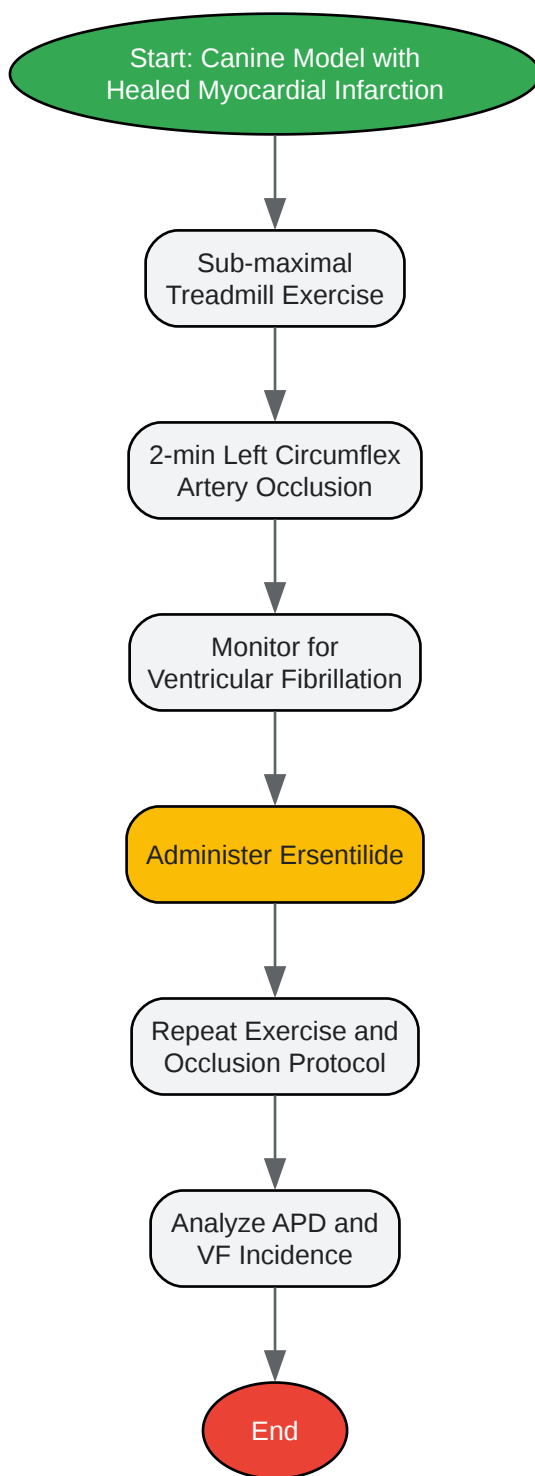 Start: Canine Model with
Healed Myocardial Infarction
Sub-maximal
Treadmill Exercise
2-min Left Circumflex
Artery Occlusion
Monitor for
Ventricular Fibrillation
Administer Ersentilide
Repeat Exercise and
Occlusion Protocol
Analyze APD and
VF Incidence
End